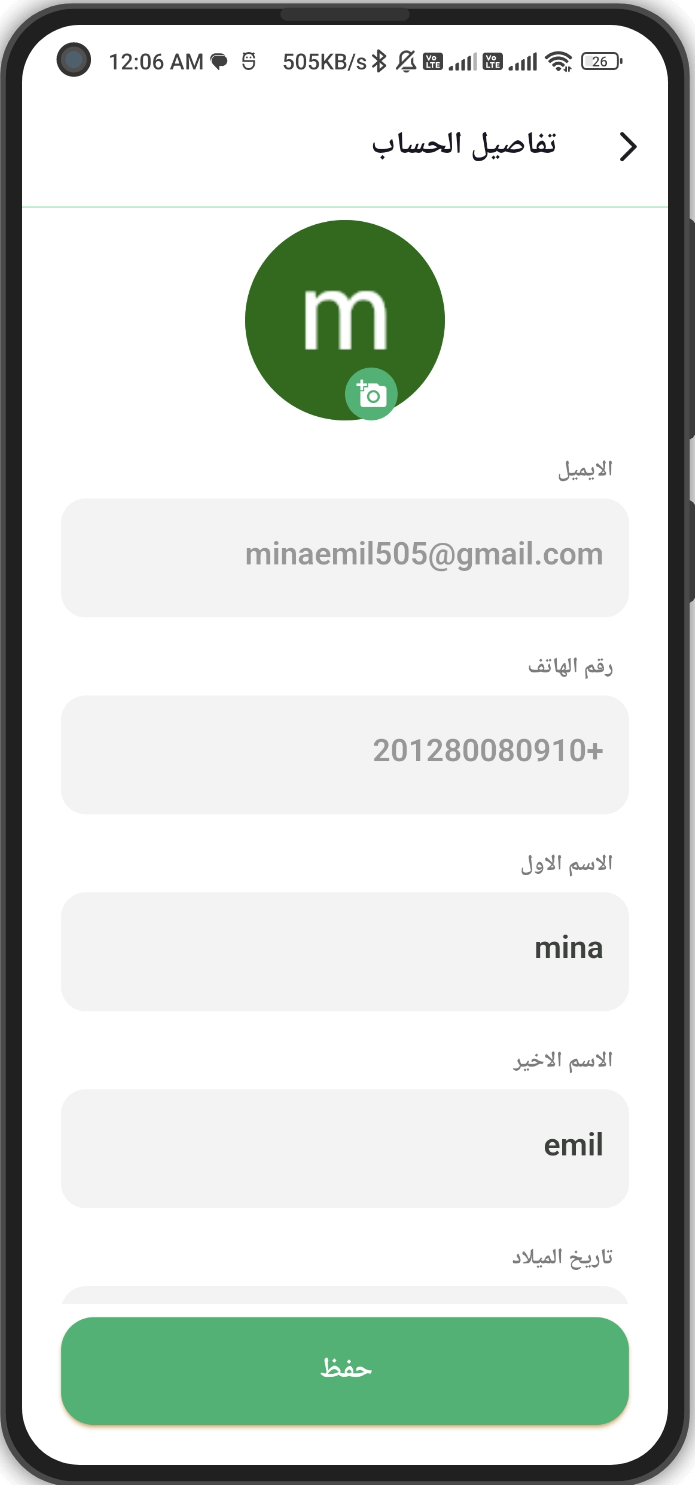 12:06 AM 505KB/s Vo LTE Vo LTE 26
تفاصيل الحساب
m
الايميل
minaemil505@gmail.com
رقم الهاتف
201280080910+
الاسم الاول
mina
الاسم الاخير
emil
تاريخ الميلاد
حفظ